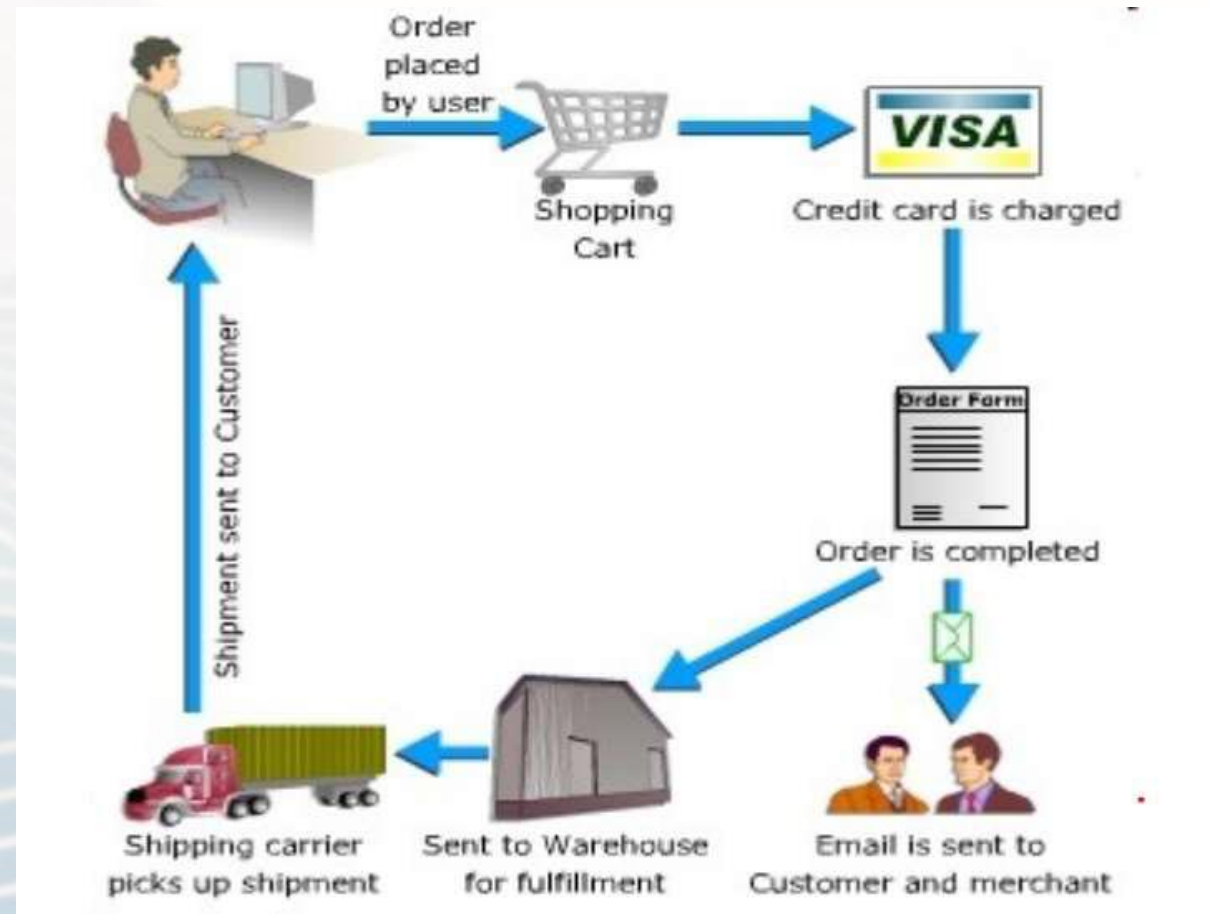 Order
placed
by user
Shopping
Cart
VISA
Credit card is charged
Order Form
Order is completed
Shipment sent to Customer
Shipping carrier
picks up shipment
Sent to Warehouse
for fulfillment
Email is sent to
Customer and merchant